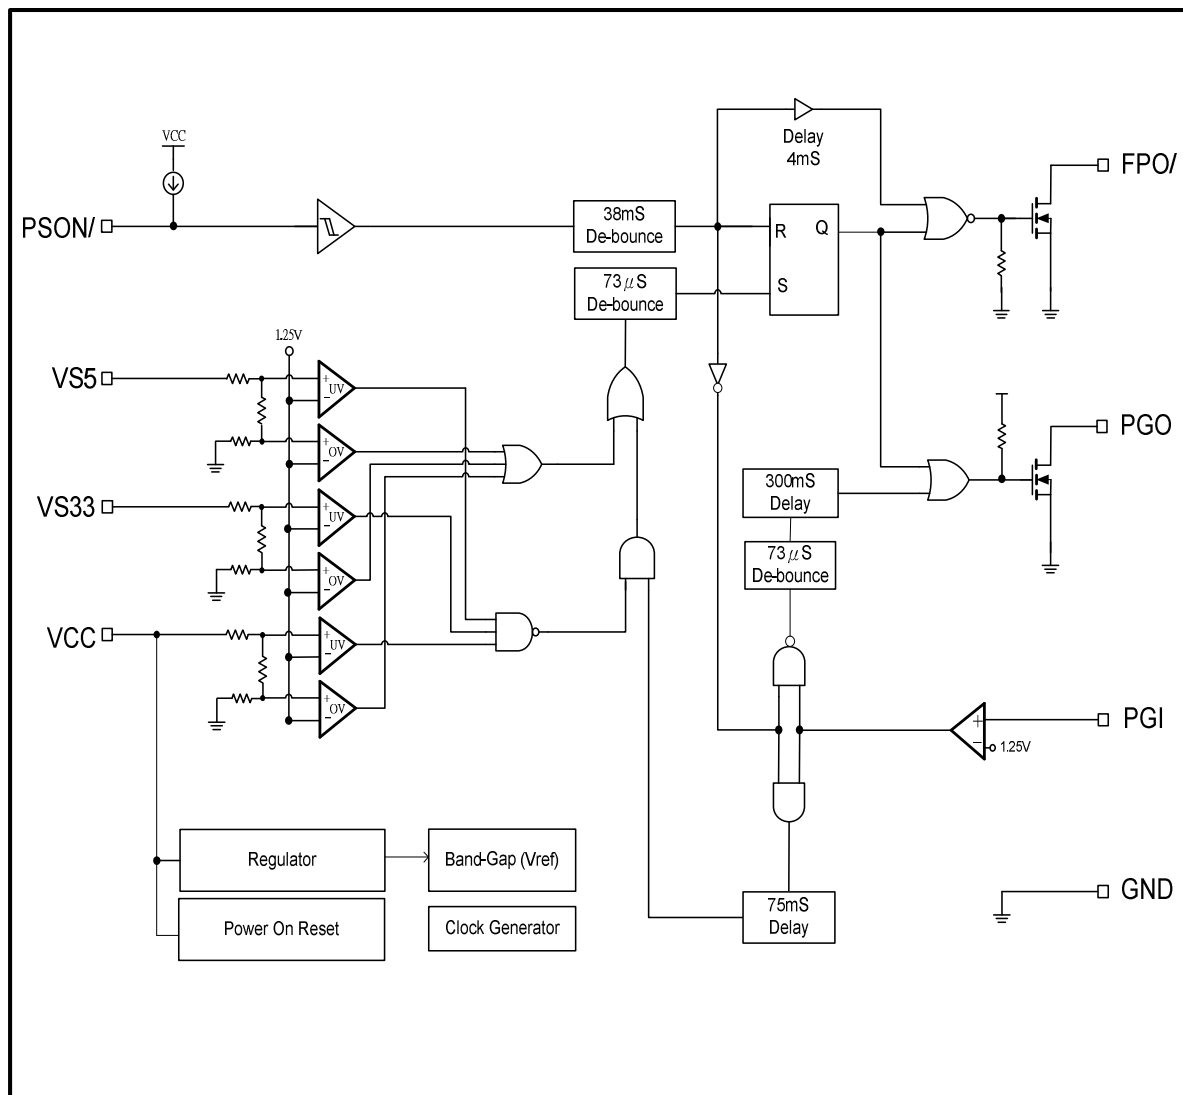 VCC
PSON/
38mS
De-bounce
73μS
De-bounce
Delay
4mS
R
Q
S
FPO/
1.25V
VS5
+
UV
−
+
OV
−
VS33
+
UV
−
+
OV
−
VCC
+
UV
−
+
OV
−
PGO
300mS
Delay
73μS
De-bounce
PGI
+
−
1.25V
Regulator
Band-Gap (Vref)
Power On Reset
Clock Generator
75mS
Delay
GND